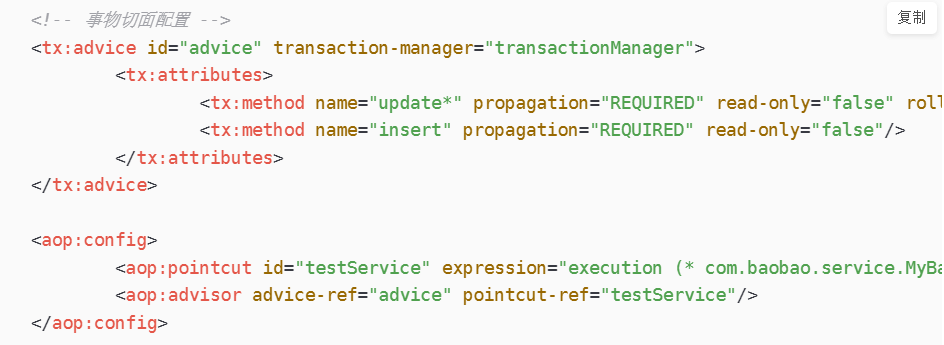 复制
<!-- 事物切面配置 -->
<tx:advice id="advice" transaction-manager="transactionManager">
<tx:attributes>
<tx:method name="update*" propagation="REQUIRED" read-only="false" roll
<tx:method name="insert" propagation="REQUIRED" read-only="false"/>
</tx:attributes>
</tx:advice>
<aop:config>
<aop:pointcut id="testService" expression="execution (* com.baobao.service.MyBa
<aop:advisor advice-ref="advice" pointcut-ref="testService"/>
</aop:config>